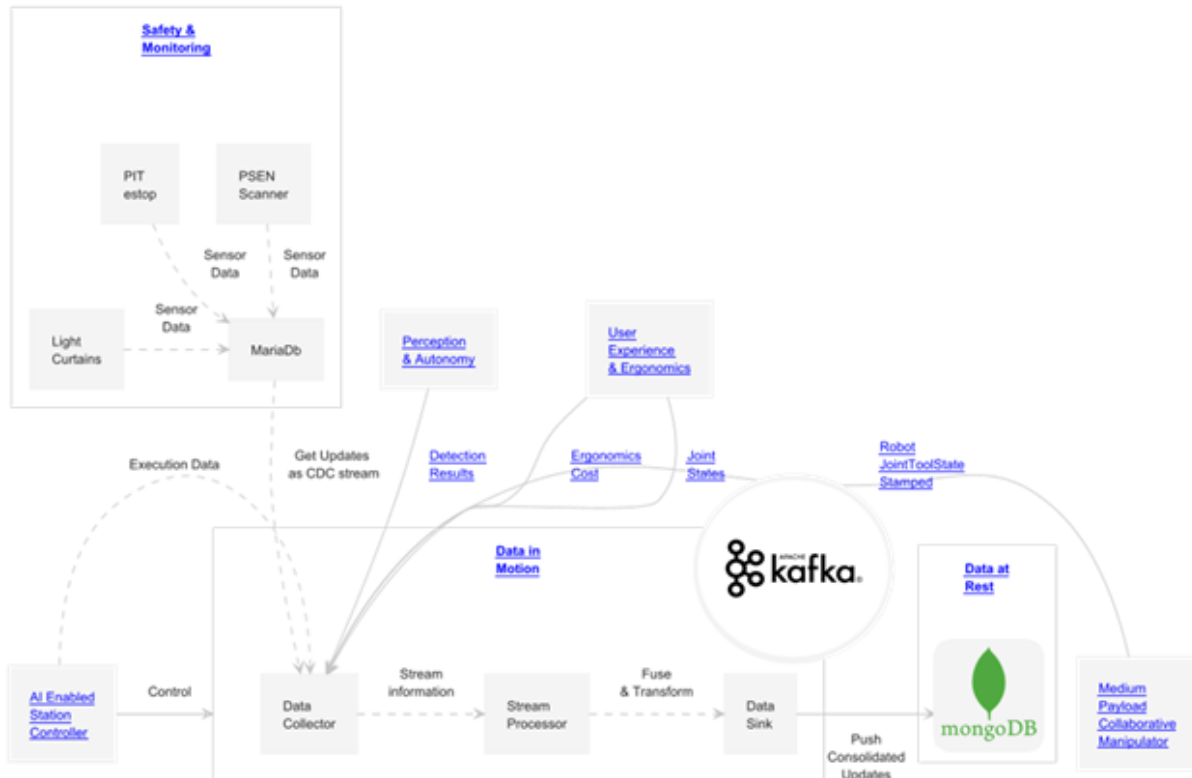 Safety &
Monitoring
PIT
estop
PSEN
Scanner
Sensor
Data
Sensor
Data
Sensor
Data
Light
Curtains
MariaDb
Perception
& Autonomy
User
Experience
& Ergonomics
Execution Data
Get Updates
as CDC stream
Detection
Results
Ergonomics
Cost
Joint
States
Robot
JointToolState
Stamped
Data in
Motion
APACHE
kafka®
Data at
Rest
mongoDB
AI Enabled
Station
Controller
Control
Data
Collector
Stream
information
Stream
Processor
Fuse
& Transform
Data
Sink
Push
Consolidated
Updates
Medium
Payload
Collaborative
Manipulator